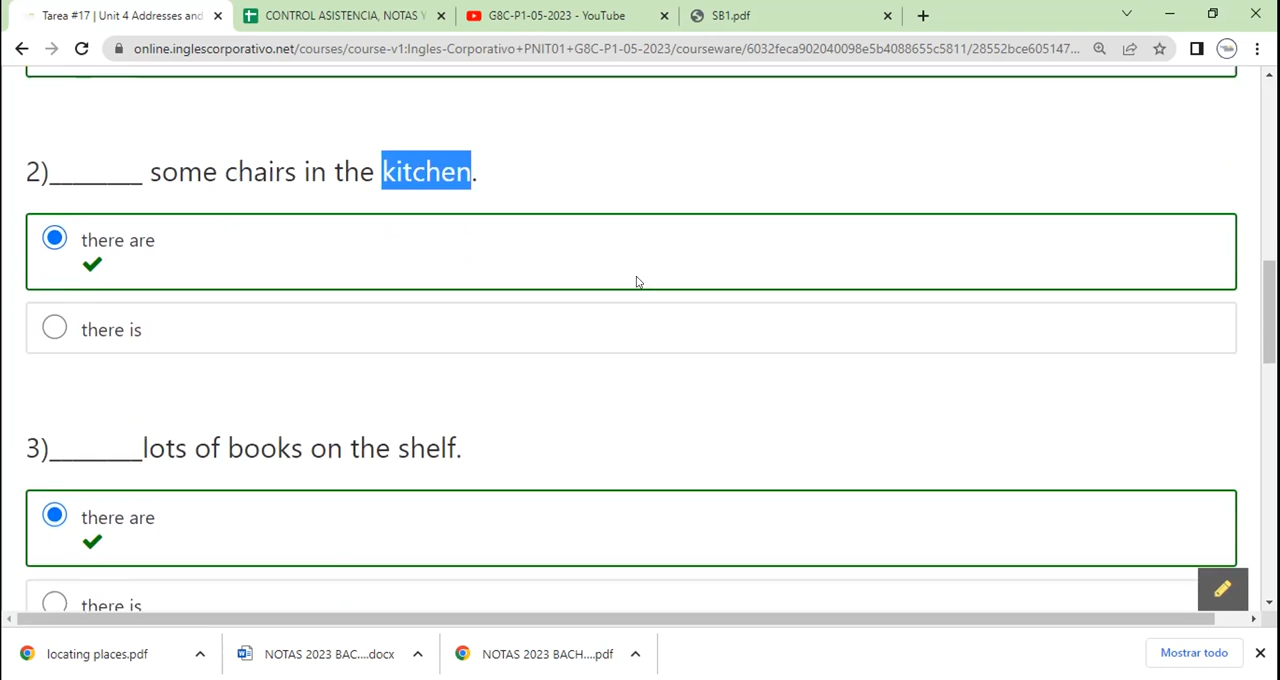 Tarea #17 | Unit 4 Addresses and
CONTROL ASISTENCIA, NOTAS Y
G8C-P1-05-2023 - YouTube
SB1.pdf
online.inglescorporativo.net/courses/course-v1:Ingles-Corporativo+PNIT01+G8C-P1-05-2023/courseware/6032feca902040098e5b4088655c5811/28552bce605147...
2)________ some chairs in the kitchen.
there are
there is
3)________lots of books on the shelf.
there are
there is
locating places.pdf
NOTAS 2023 BAC....docx
NOTAS 2023 BACH....pdf
Mostrar todo